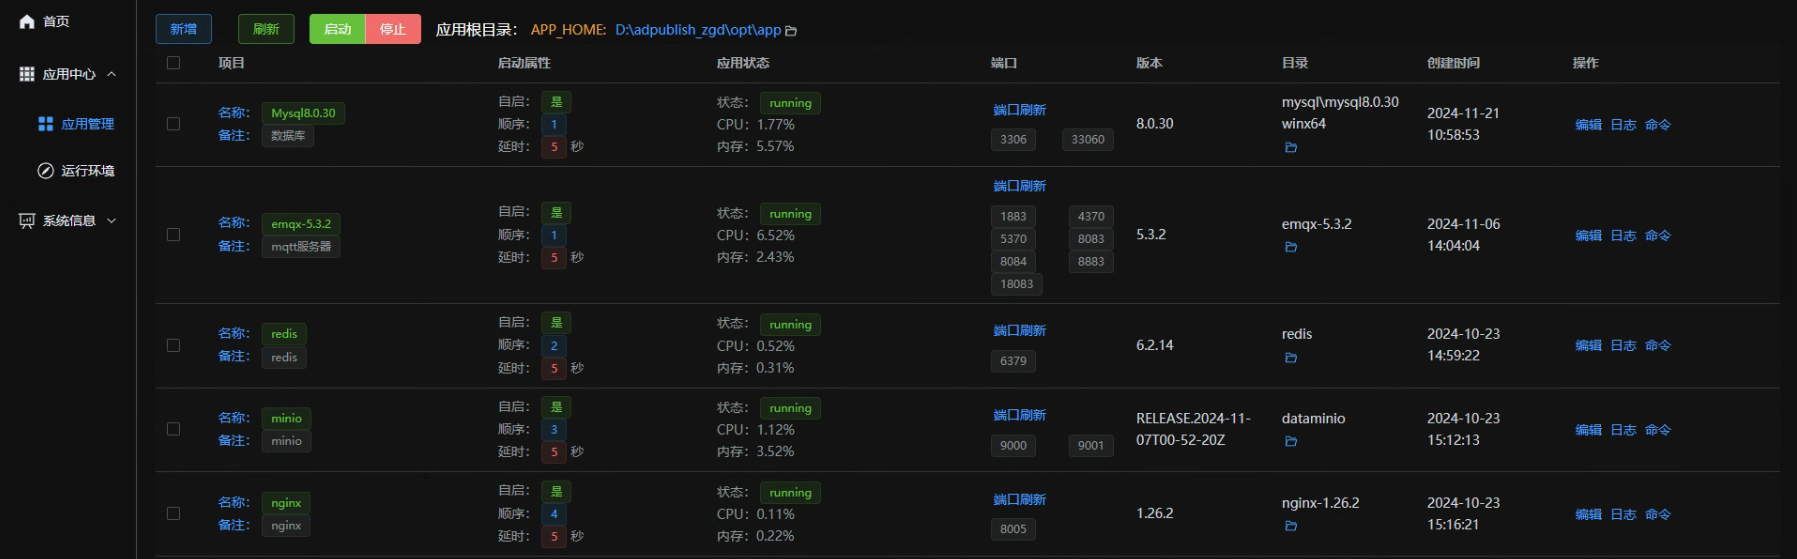 首页
应用中心
应用管理
运行环境
系统信息
新增 刷新 启动 停止 应用根目录： APP_HOME: D:\adpublish_zgd\opt\app
项目 启动属性 应用状态 端口 版本 目录 创建时间 操作
名称： Mysql8.0.30
备注： 数据库
自启： 是
顺序： 1
延时： 5 秒
状态： running
CPU： 1.77%
内存： 5.57%
端口刷新
3306 33060
8.0.30
mysql\mysql8.0.30
winx64
2024-11-21
10:58:53
编辑 日志 命令
名称： emqx-5.3.2
备注： mqtt服务器
自启： 是
顺序： 1
延时： 5 秒
状态： running
CPU： 6.52%
内存： 2.43%
端口刷新
1883 4370
5370 8083
8084 8883
18083
5.3.2
emqx-5.3.2
2024-11-06
14:04:04
编辑 日志 命令
名称： redis
备注： redis
自启： 是
顺序： 2
延时： 5 秒
状态： running
CPU： 0.52%
内存： 0.31%
端口刷新
6379
6.2.14
redis
2024-10-23
14:59:22
编辑 日志 命令
名称： minio
备注： minio
自启： 是
顺序： 3
延时： 5 秒
状态： running
CPU： 1.12%
内存： 3.52%
端口刷新
9000 9001
RELEASE.2024-11-
07T00-52-20Z
dataminio
2024-10-23
15:12:13
编辑 日志 命令
名称： nginx
备注： nginx
自启： 是
顺序： 4
延时： 5 秒
状态： running
CPU： 0.11%
内存： 0.22%
端口刷新
8005
1.26.2
nginx-1.26.2
2024-10-23
15:16:21
编辑 日志 命令